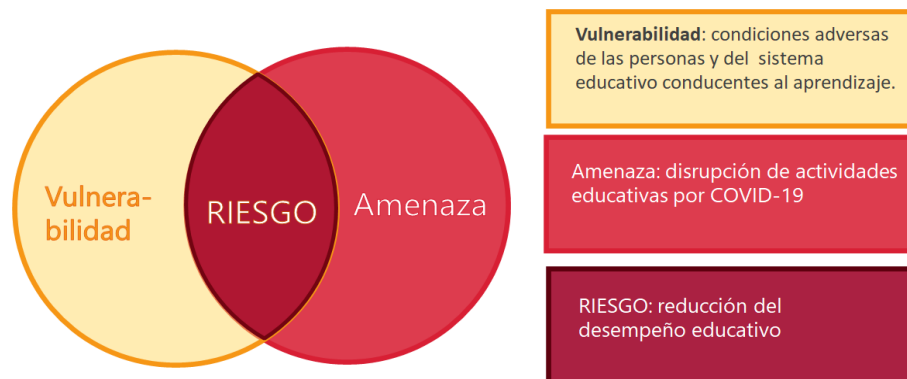 Vulnera-
bilidad
RIESGO
Amenaza
Vulnerabilidad: condiciones adversas
de las personas y del sistema
educativo conducentes al aprendizaje.
Amenaza: disrupción de actividades
educativas por COVID-19
RIESGO: reducción del
desempeño educativo